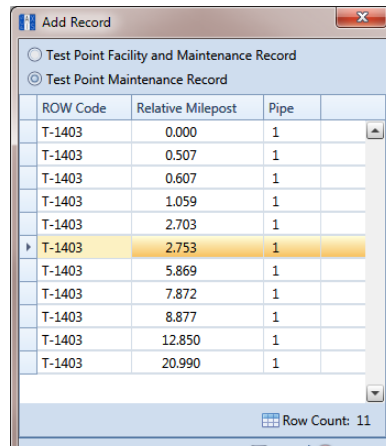 Add Record
Test Point Facility and Maintenance Record
Test Point Maintenance Record
ROW Code Relative Milepost Pipe
T-1403 0.000 1
T-1403 0.507 1
T-1403 0.607 1
T-1403 1.059 1
T-1403 2.703 1
T-1403 2.753 1
T-1403 5.869 1
T-1403 7.872 1
T-1403 8.877 1
T-1403 12.850 1
T-1403 20.990 1
Row Count: 11